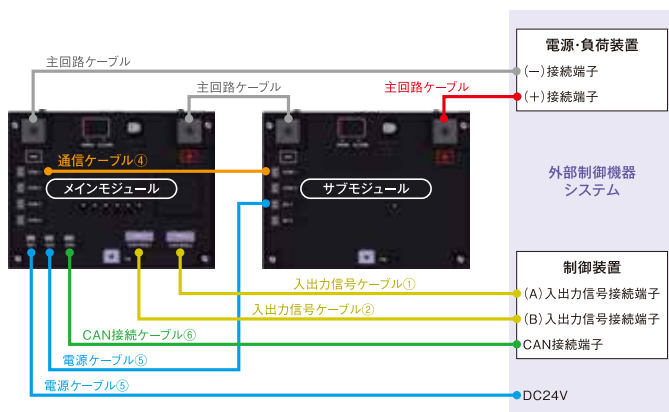 電源・負荷装置
主回路ケーブル
(ー)接続端子
主回路ケーブル
主回路ケーブル
(+)接続端子
通信ケーブル④
メインモジュール
サブモジュール
外部制御機器
システム
制御装置
入出力信号ケーブル①
(A)入出力信号接続端子
入出力信号ケーブル②
(B)入出力信号接続端子
CAN接続ケーブル⑥
CAN接続端子
電源ケーブル⑤
電源ケーブル⑤
DC24V